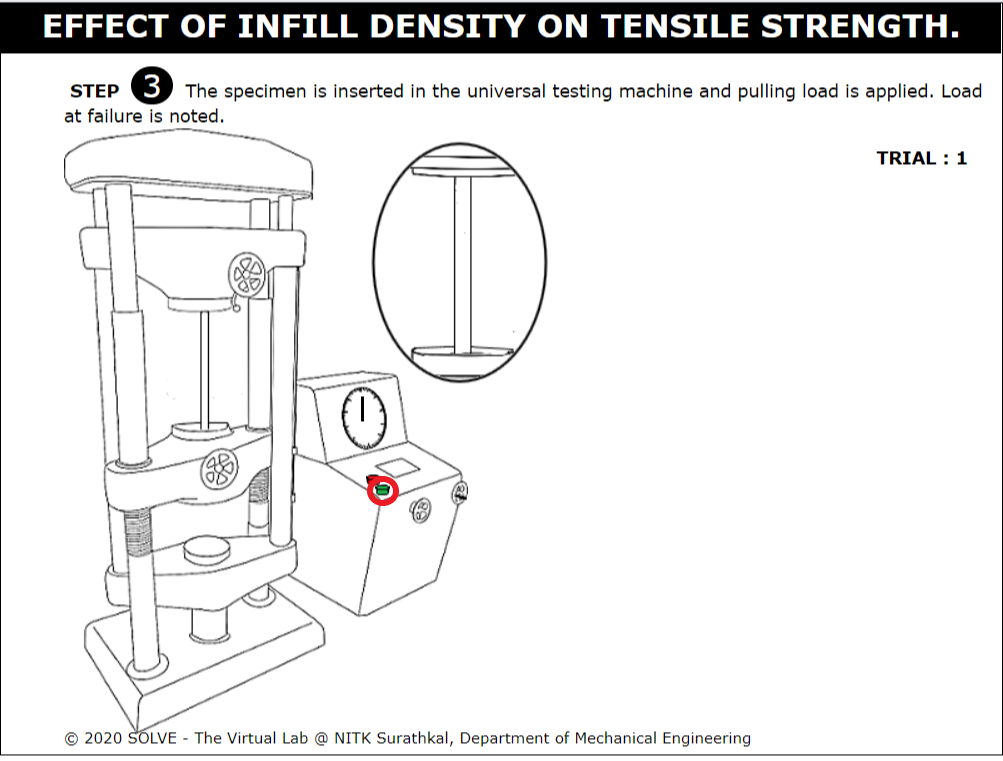 EFFECT OF INFILL DENSITY ON TENSILE STRENGTH.
STEP 3 The specimen is inserted in the universal testing machine and pulling load is applied. Load
at failure is noted.
TRIAL : 1
© 2020 SOLVE - The Virtual Lab @ NITK Surathkal, Department of Mechanical Engineering